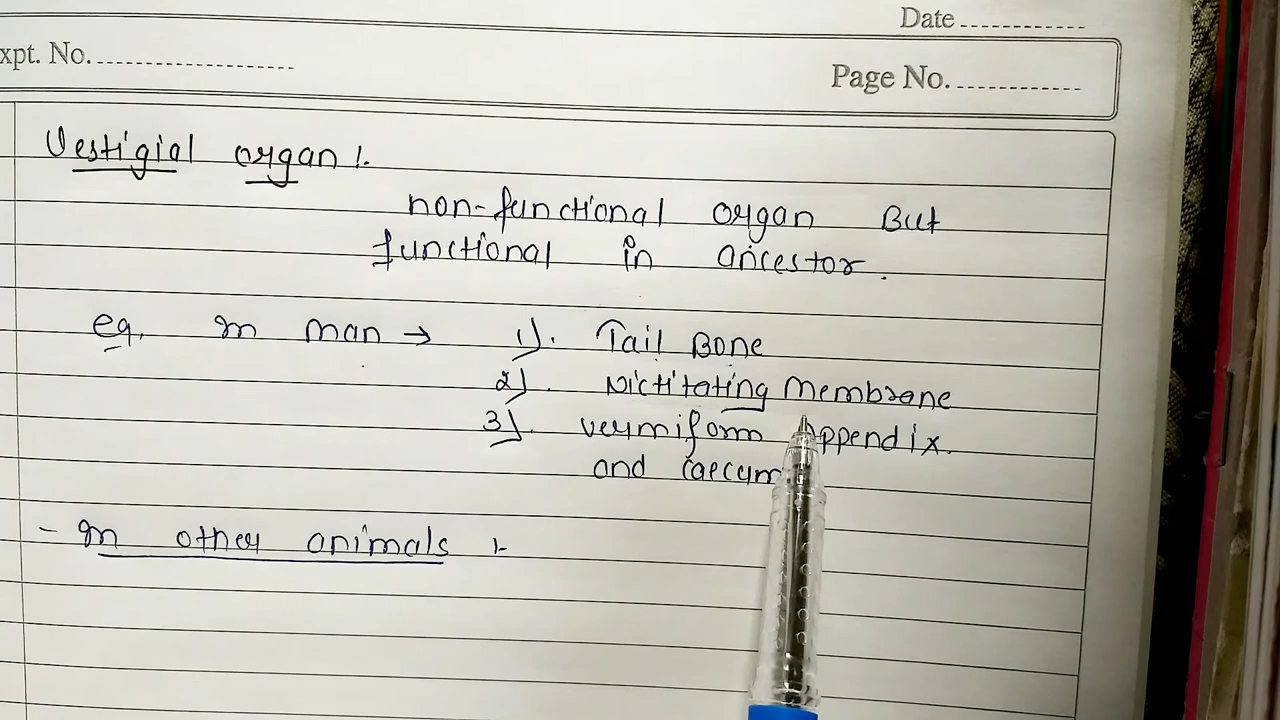 Date
xpt. No.
Page No.
Vestigial organ :-
non-functional organ But
functional in ancestor.
eg. In man → 1). Tail Bone
2). Nictitating Membrane
3). vermiform Appendix.
and caecum
- In other animals :-